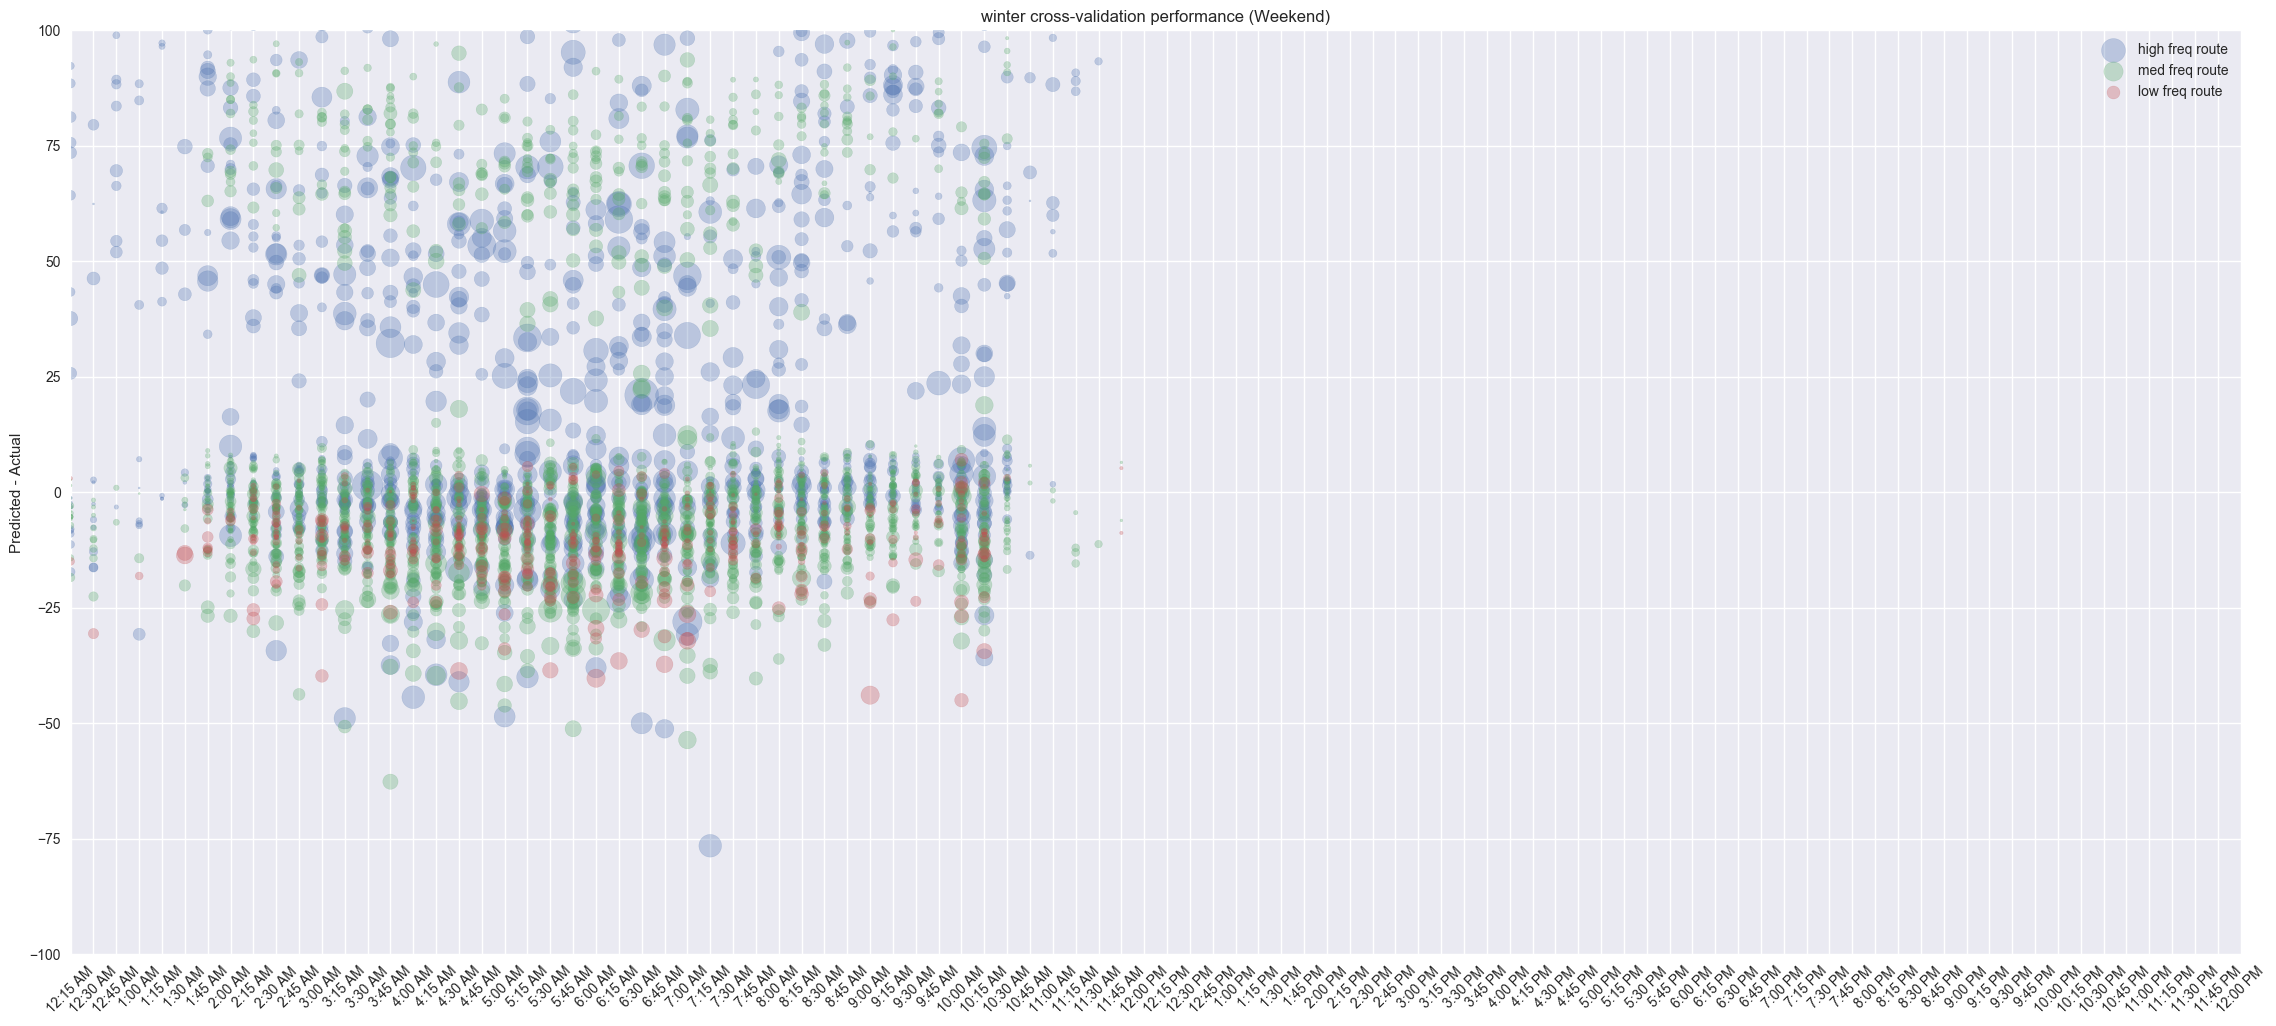 winter cross-validation performance (Weekend)
high freq route
med freq route
low freq route
Predicted - Actual
100
75
50
25
0
−25
−50
−75
−100
12:15 AM
12:30 AM
12:45 AM
1:00 AM
1:15 AM
1:30 AM
1:45 AM
2:00 AM
2:15 AM
2:30 AM
2:45 AM
3:00 AM
3:15 AM
3:30 AM
3:45 AM
4:00 AM
4:15 AM
4:30 AM
4:45 AM
5:00 AM
5:15 AM
5:30 AM
5:45 AM
6:00 AM
6:15 AM
6:30 AM
6:45 AM
7:00 AM
7:15 AM
7:30 AM
7:45 AM
8:00 AM
8:15 AM
8:30 AM
8:45 AM
9:00 AM
9:15 AM
9:30 AM
9:45 AM
10:00 AM
10:15 AM
10:30 AM
10:45 AM
11:00 AM
11:15 AM
11:30 AM
11:45 AM
12:00 PM
12:15 PM
12:30 PM
12:45 PM
1:00 PM
1:15 PM
1:30 PM
1:45 PM
2:00 PM
2:15 PM
2:30 PM
2:45 PM
3:00 PM
3:15 PM
3:30 PM
3:45 PM
4:00 PM
4:15 PM
4:30 PM
4:45 PM
5:00 PM
5:15 PM
5:30 PM
5:45 PM
6:00 PM
6:15 PM
6:30 PM
6:45 PM
7:00 PM
7:15 PM
7:30 PM
7:45 PM
8:00 PM
8:15 PM
8:30 PM
8:45 PM
9:00 PM
9:15 PM
9:30 PM
9:45 PM
10:00 PM
10:15 PM
10:30 PM
10:45 PM
11:00 PM
11:15 PM
11:30 PM
11:45 PM
12:00 PM